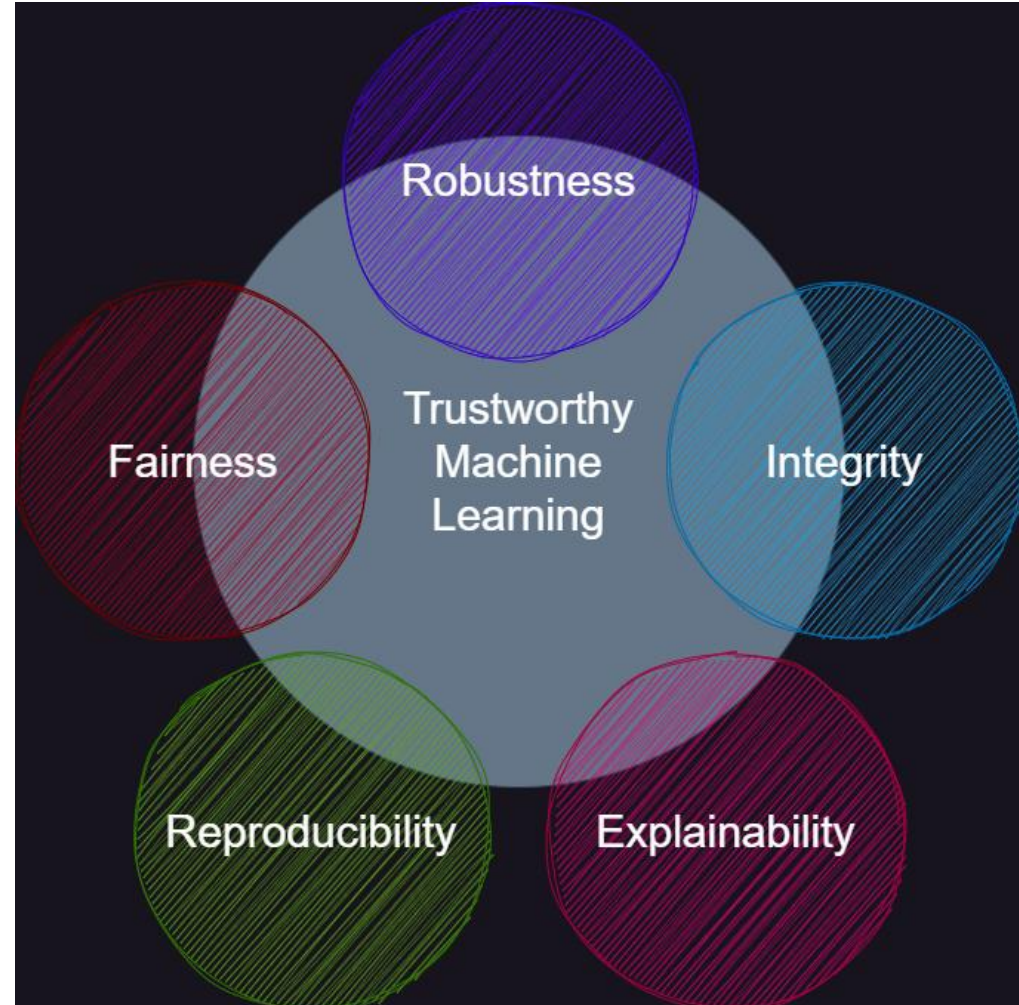 Robustness
Trustworthy
Machine
Learning
Fairness
Integrity
Reproducibility
Explainability